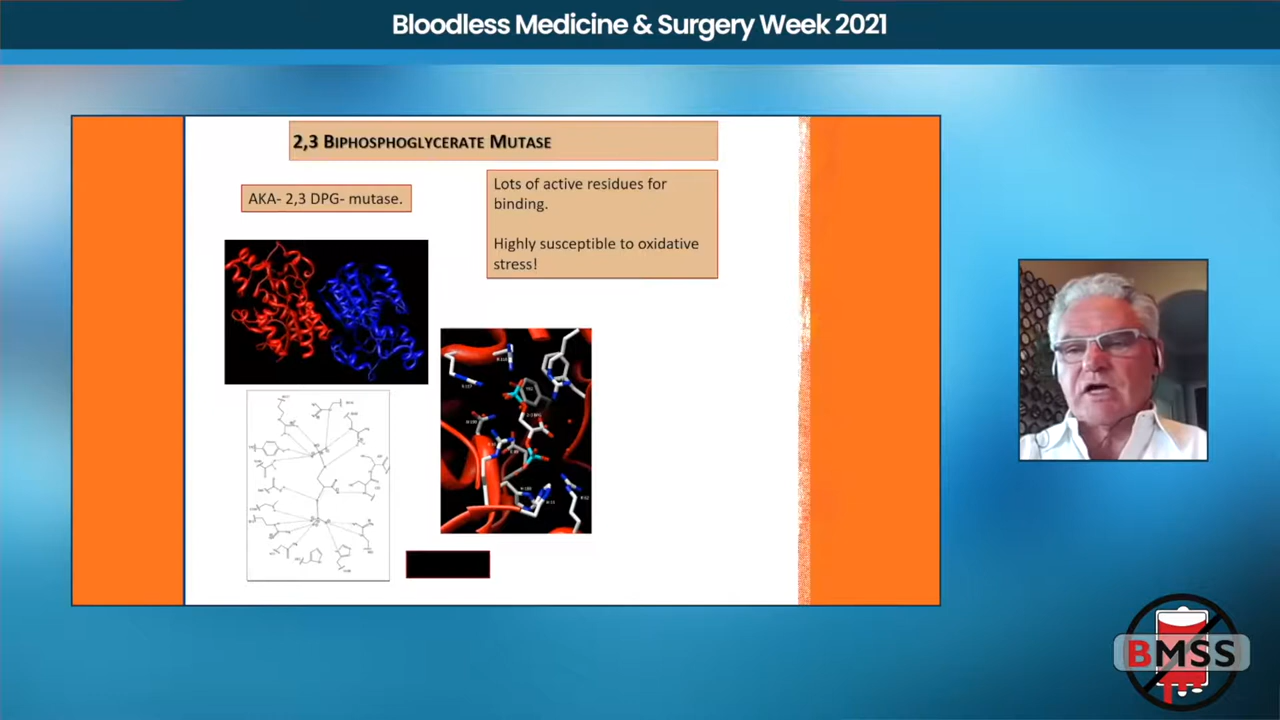 Bloodless Medicine & Surgery Week 2021
2,3 BIPHOSPHOGLYCERATE MUTASE
AKA- 2,3 DPG- mutase.
Lots of active residues for
binding.
Highly susceptible to oxidative
stress!
BMSS